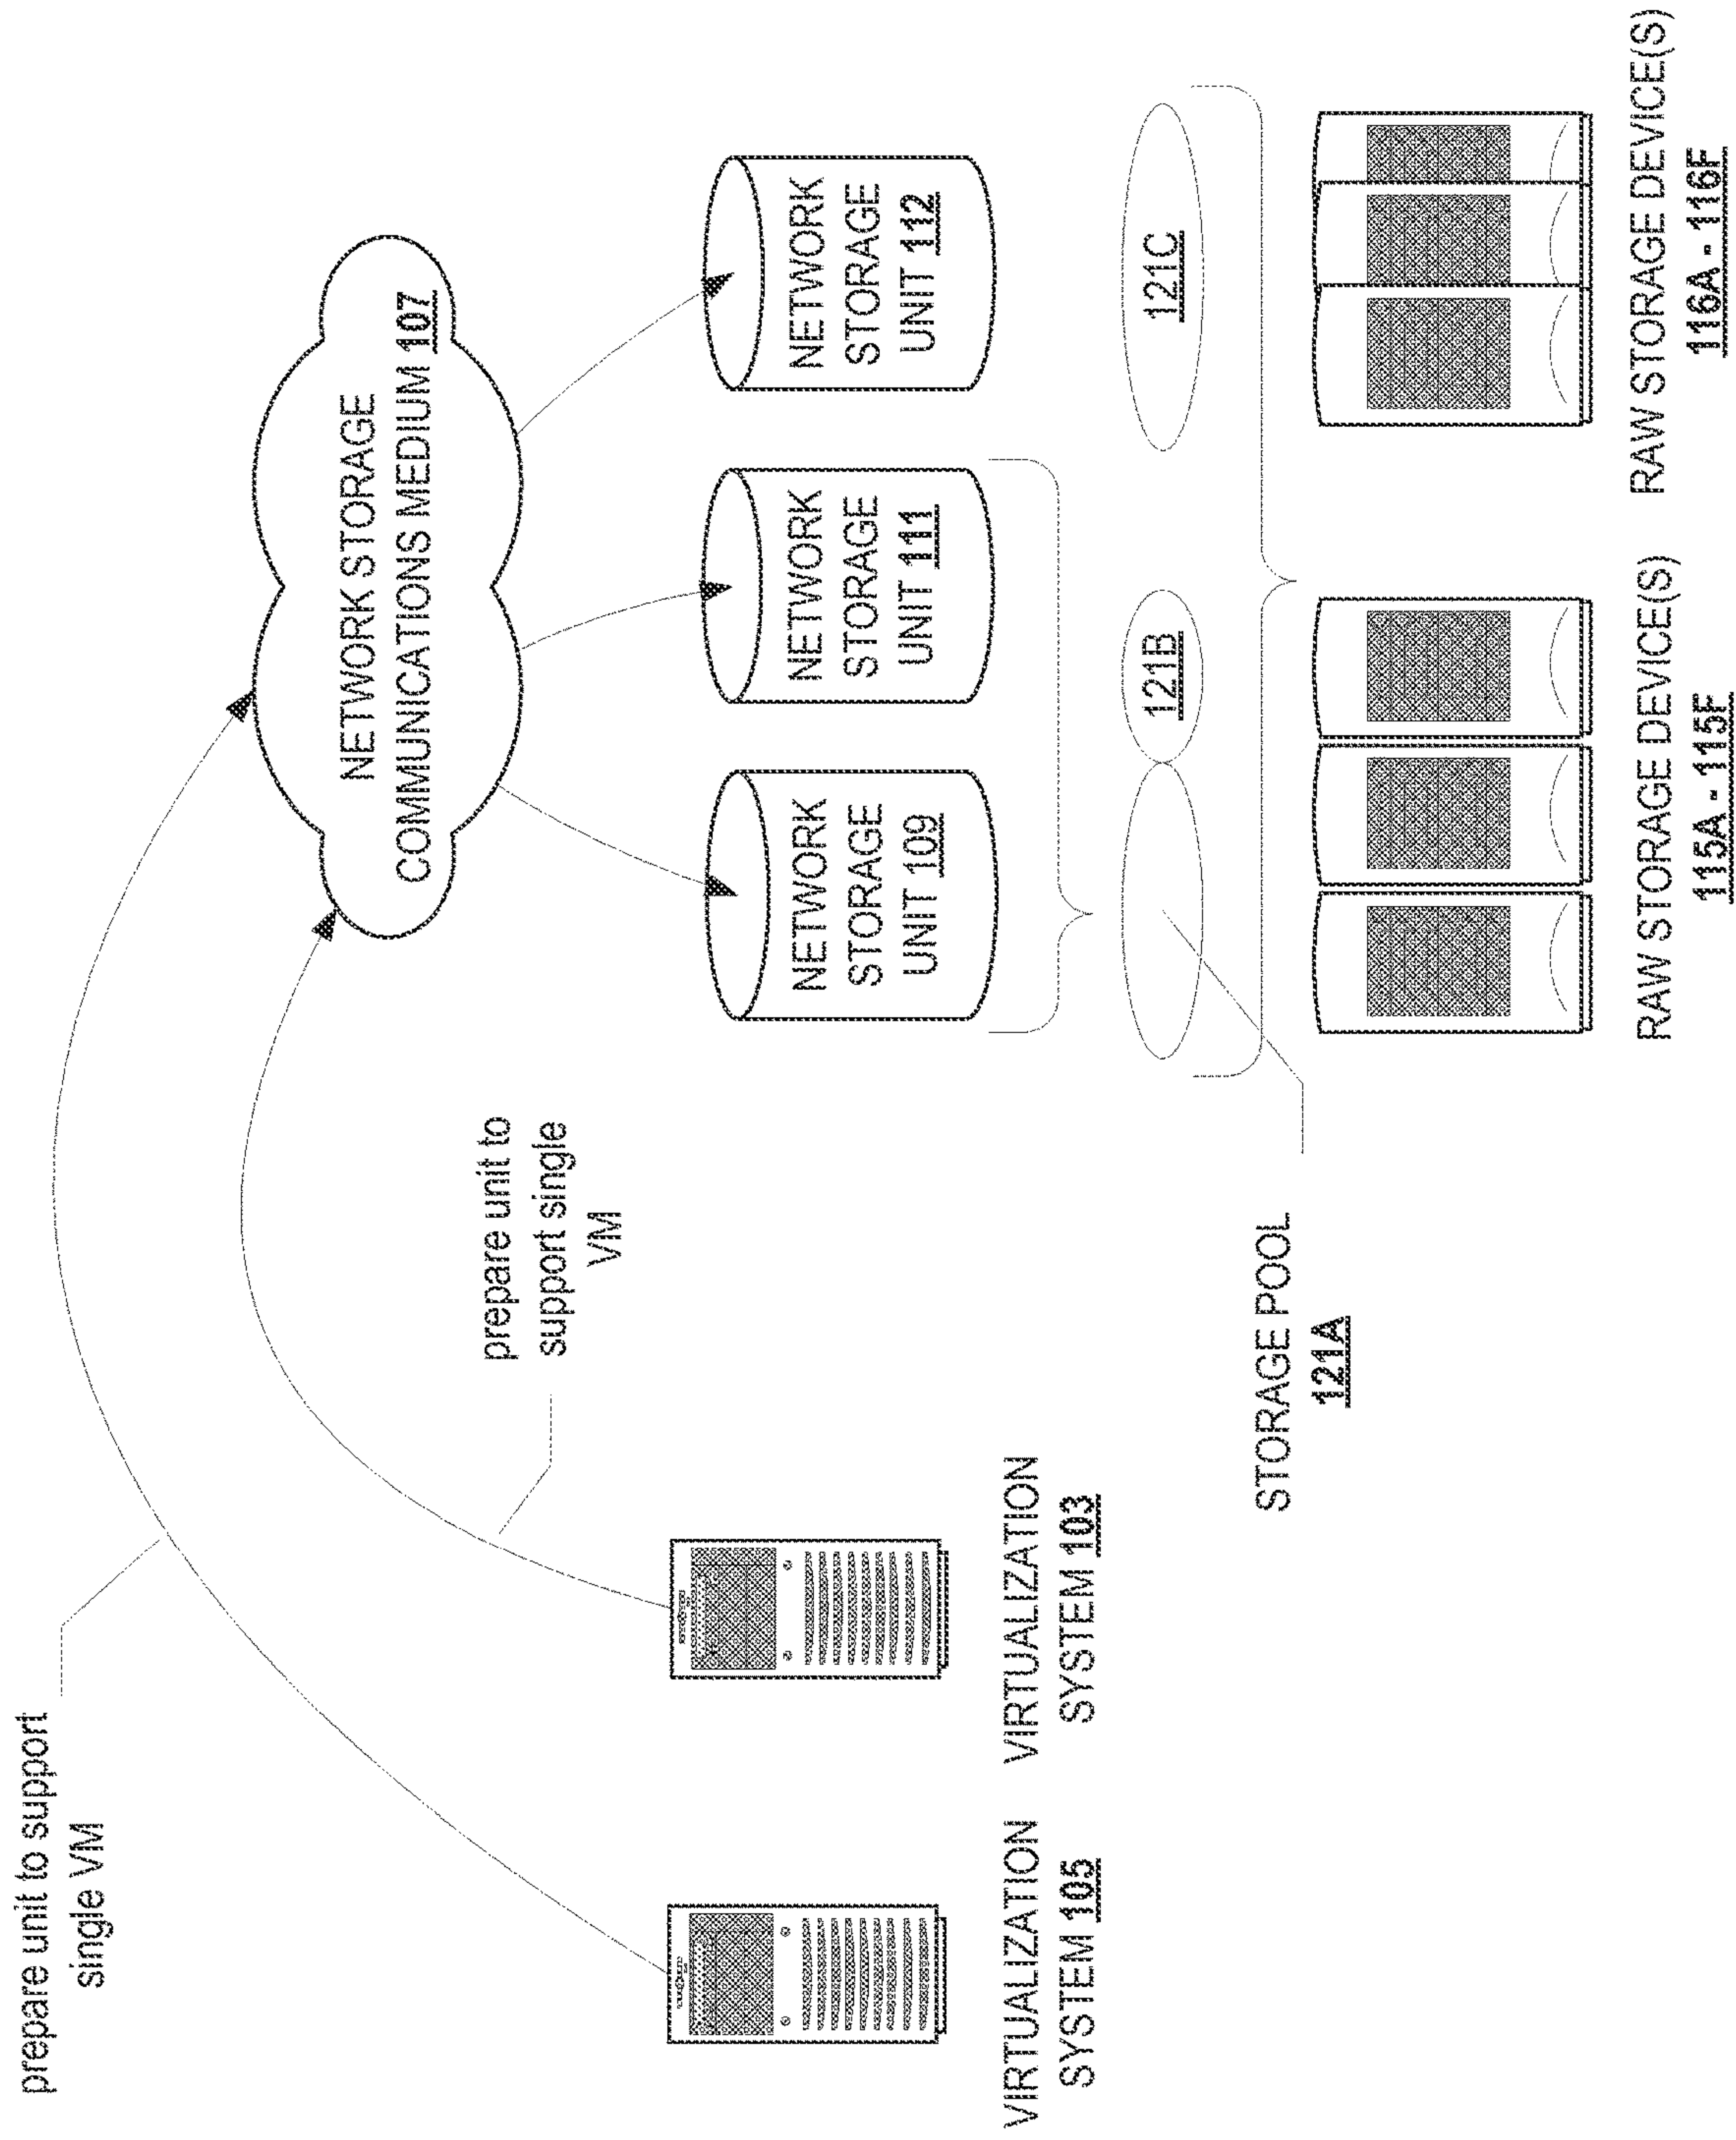 prepare unit to support
single VM
prepare unit to
support single
VM
NETWORK STORAGE
COMMUNICATIONS MEDIUM 107
VIRTUALIZATION
SYSTEM 105
VIRTUALIZATION
SYSTEM 103
NETWORK
STORAGE
UNIT 109
NETWORK
STORAGE
UNIT 111
NETWORK
STORAGE
UNIT 112
121B
121C
STORAGE POOL
121A
RAW STORAGE DEVICE(S)
115A - 115F
RAW STORAGE DEVICE(S)
116A - 116F